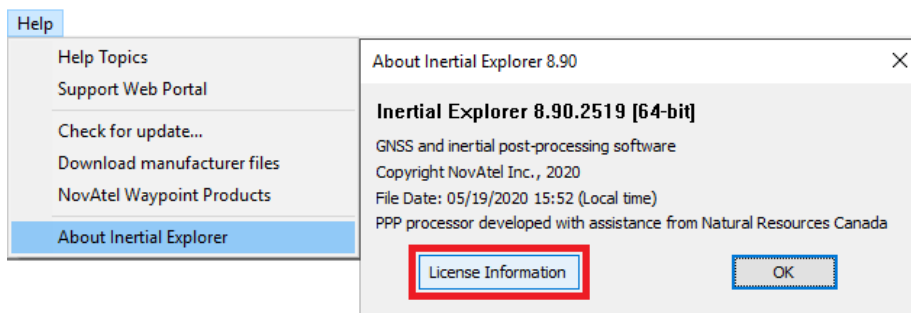 Help
Help Topics
Support Web Portal
Check for update...
Download manufacturer files
NovAtel Waypoint Products
About Inertial Explorer
About Inertial Explorer 8.90
Inertial Explorer 8.90.2519 [64-bit]
GNSS and inertial post-processing software
Copyright NovAtel Inc., 2020
File Date: 05/19/2020 15:52 (Local time)
PPP processor developed with assistance from Natural Resources Canada
License Information
OK